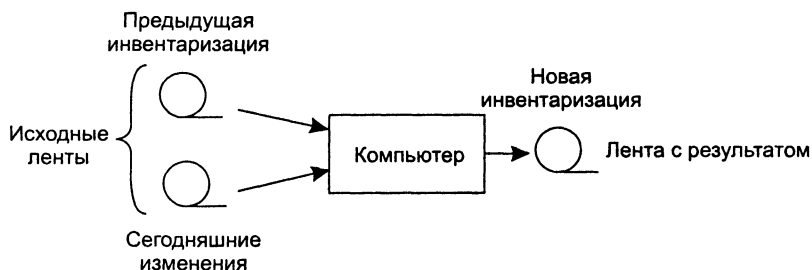 Предыдущая
инвентаризация
Исходные
ленты
Сегодняшние
изменения
Компьютер
Новая
инвентаризация
Лента с результатом